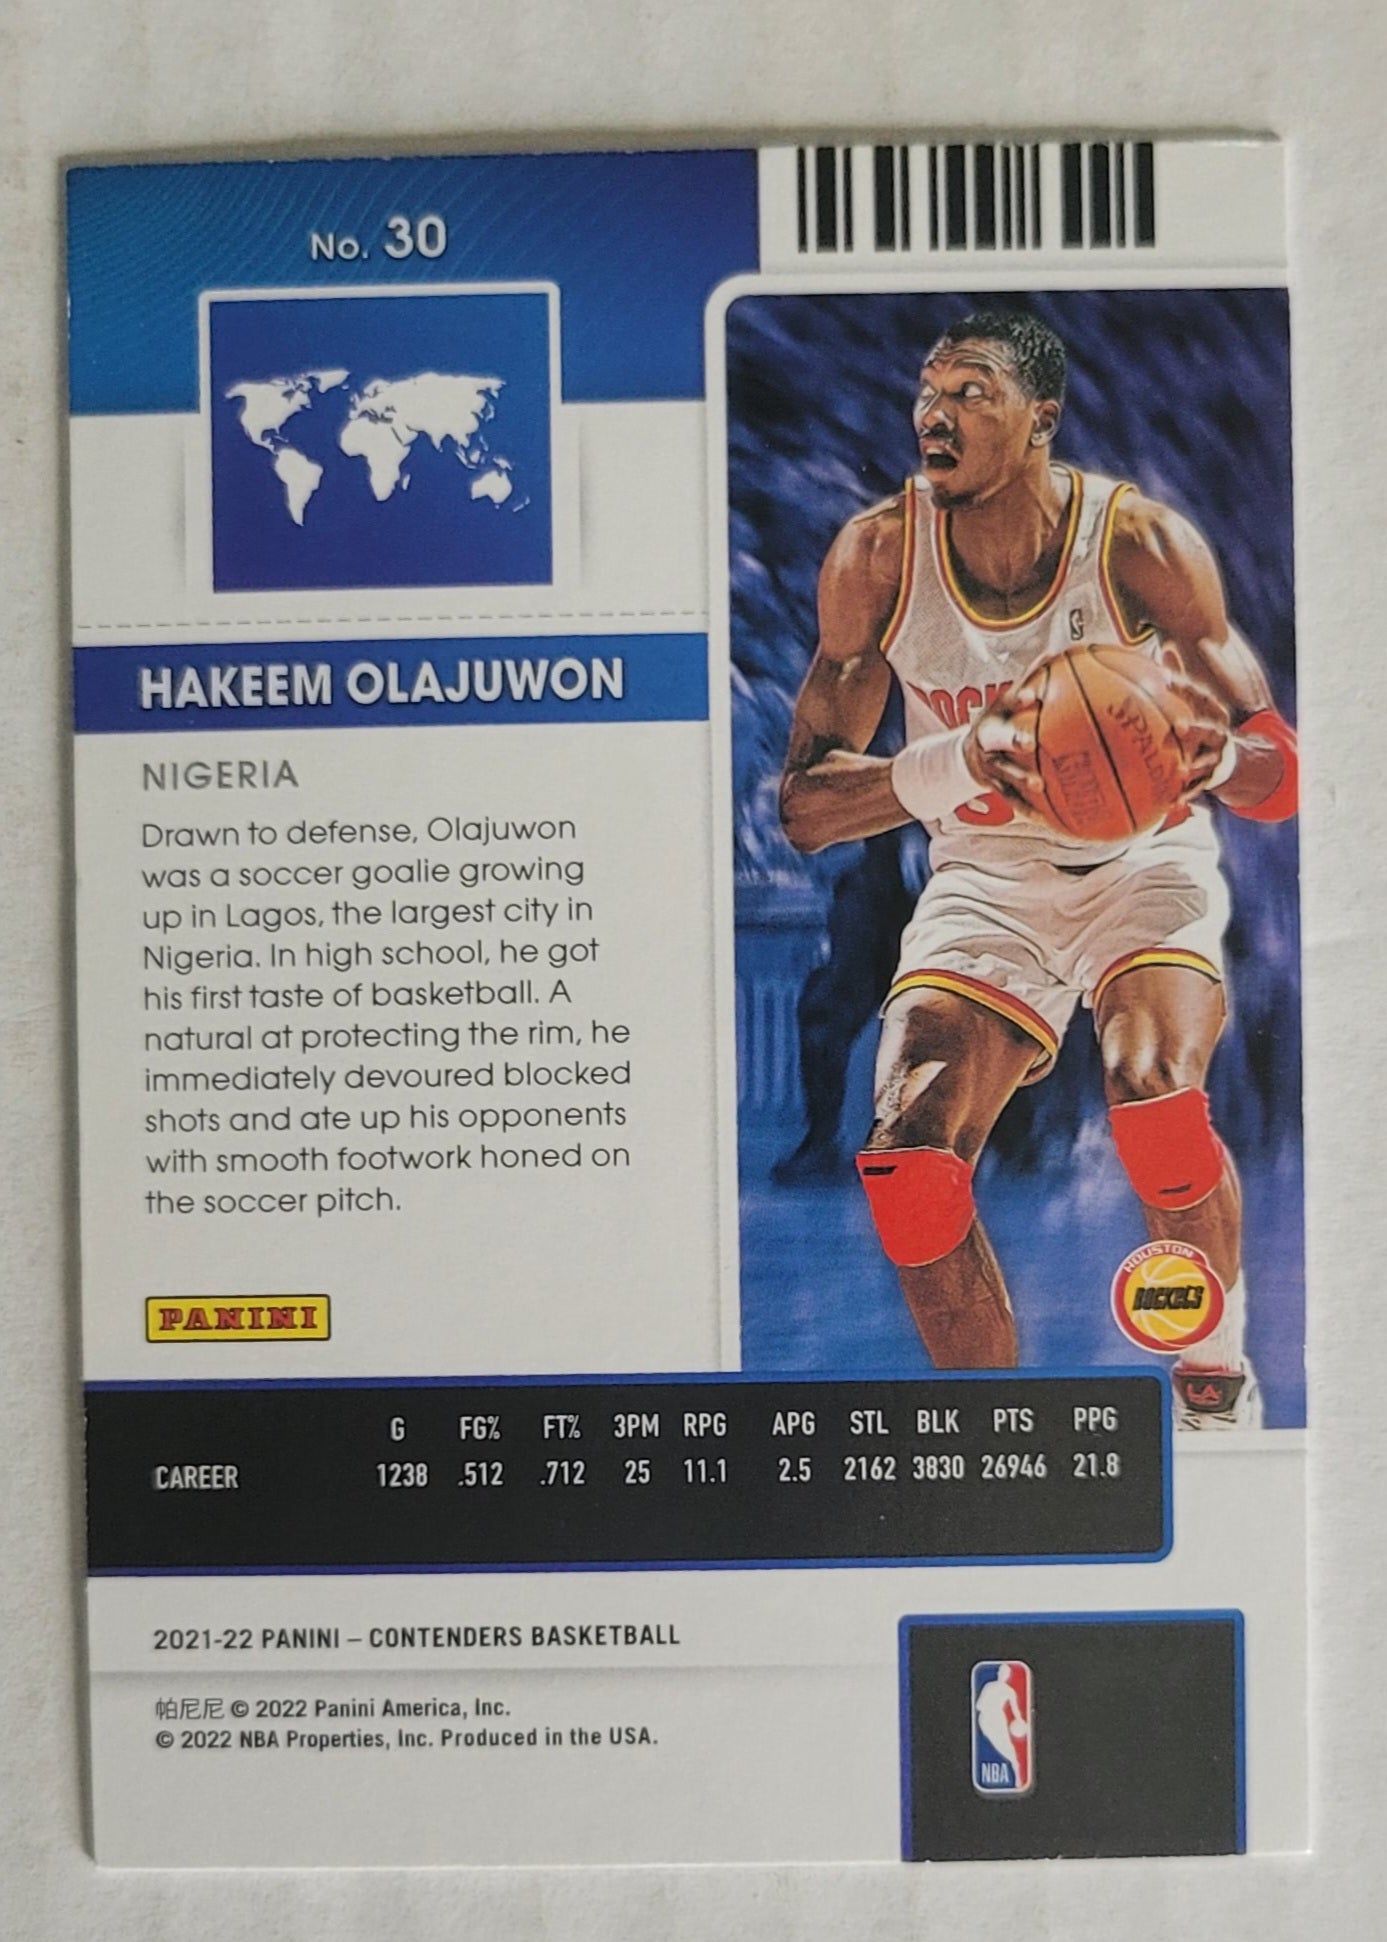 No. 30
HAKEEM OLAJUWON
NIGERIA
Drawn to defense, Olajuwon
was a soccer goalie growing
up in Lagos, the largest city in
Nigeria. In high school, he got
his first taste of basketball. A
natural at protecting the rim, he
immediately devoured blocked
shots and ate up his opponents
with smooth footwork honed on
the soccer pitch.
PANINI
SPALDING
HOUSTON
ROCKETS
LA
G FG% FT% 3PM RPG APG STL BLK PTS PPG
CAREER 1238 .512 .712 25 11.1 2.5 2162 3830 26946 21.8
2021-22 PANINI – CONTENDERS BASKETBALL
帕尼尼 © 2022 Panini America, Inc.
© 2022 NBA Properties, Inc. Produced in the USA.
NBA